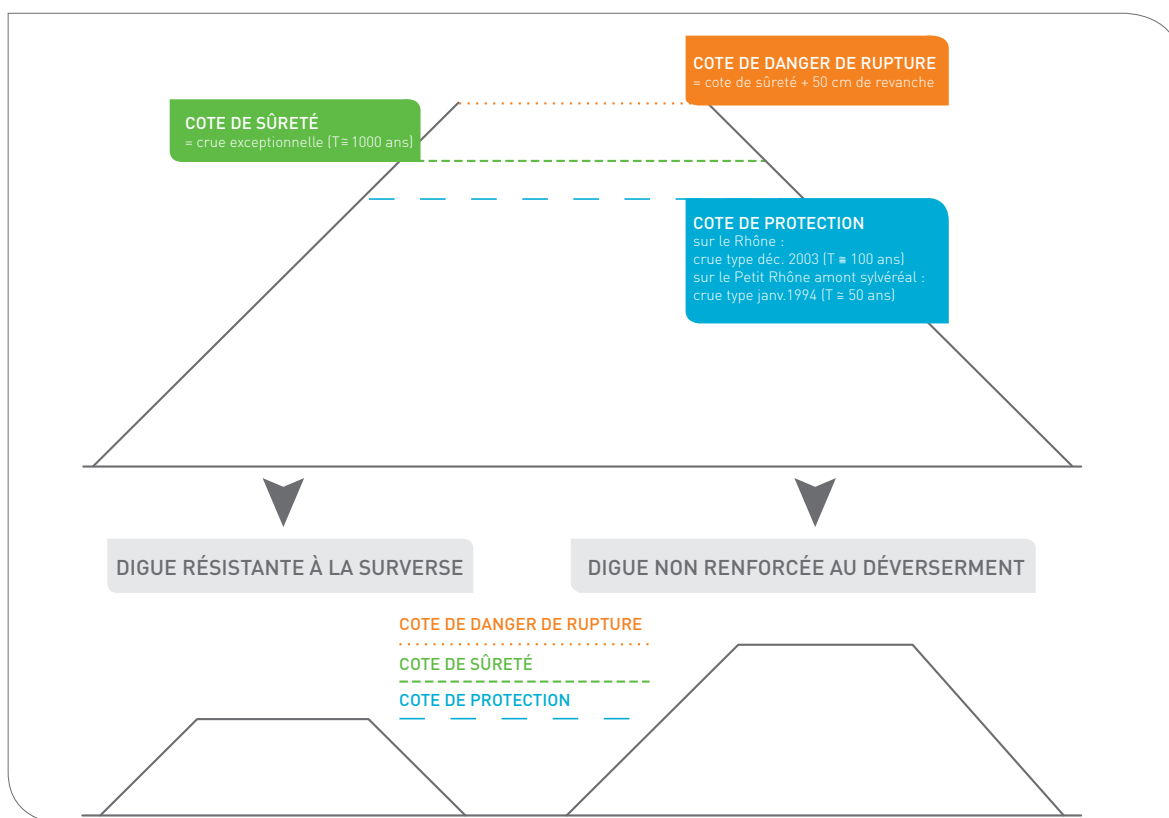 COTE DE DANGER DE RUPTURE
= cote de sûreté + 50 cm de revanche
COTE DE SÛRETÉ
= crue exceptionnelle (T ≅ 1000 ans)
COTE DE PROTECTION
sur le Rhône :
crue type déc. 2003 (T ≅ 100 ans)
sur le Petit Rhône amont sylvéréal :
crue type janv.1994 (T ≅ 50 ans)
DIGUE RÉSISTANTE À LA SURVERSE
DIGUE NON RENFORCÉE AU DÉVERSERMENT
COTE DE DANGER DE RUPTURE
COTE DE SÛRETÉ
COTE DE PROTECTION